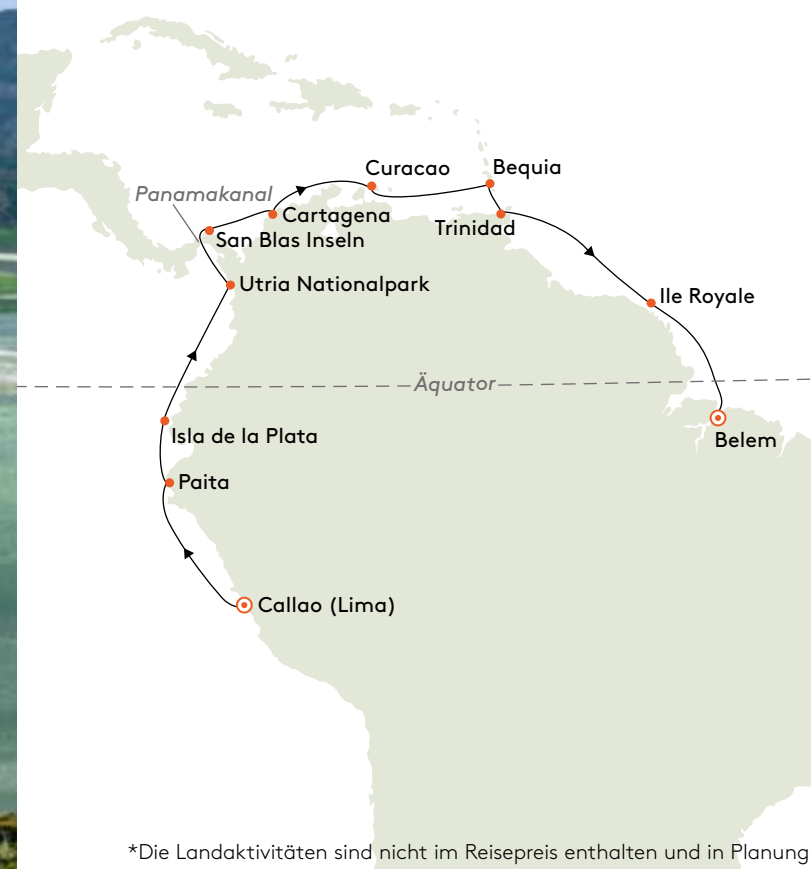 Curacao
Bequia
Panamakanal
Cartagena
Trinidad
San Blas Inseln
Utria Nationalpark
Ile Royale
Äquator
Isla de la Plata
Belem
Paita
Callao (Lima)
*Die Landaktivitäten sind nicht im Reisepreis enthalten und in Planung